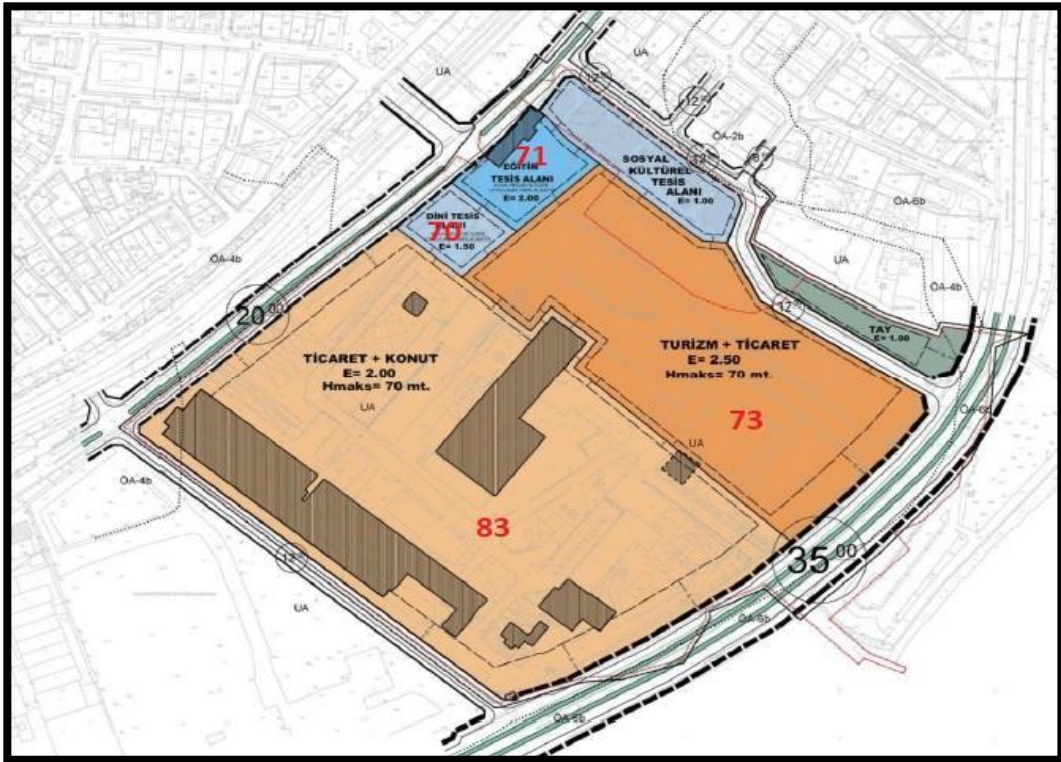 UA
UA
12
12
ÖA-2b
12
71
EĞİTİM
TESİS ALANI
E= 2.00
SOSYAL
KÜLTÜREL
TESİS
ALANI
E= 1.00
ÖA-6b
DİNİ TESİS
70
E= 1.50
UA
ÖA-4b
ÖA-4b
20 00
12
TAY
E= 1.00
TİCARET + KONUT
E= 2.00
Hmaks= 70 mt.
UA
TURİZM + TİCARET
E= 2.50
Hmaks= 70 mt.
73
UA
ÖA-6b
ÖA-4b
83
35 00
12
UA
ÖA-6b
ÖA-6b